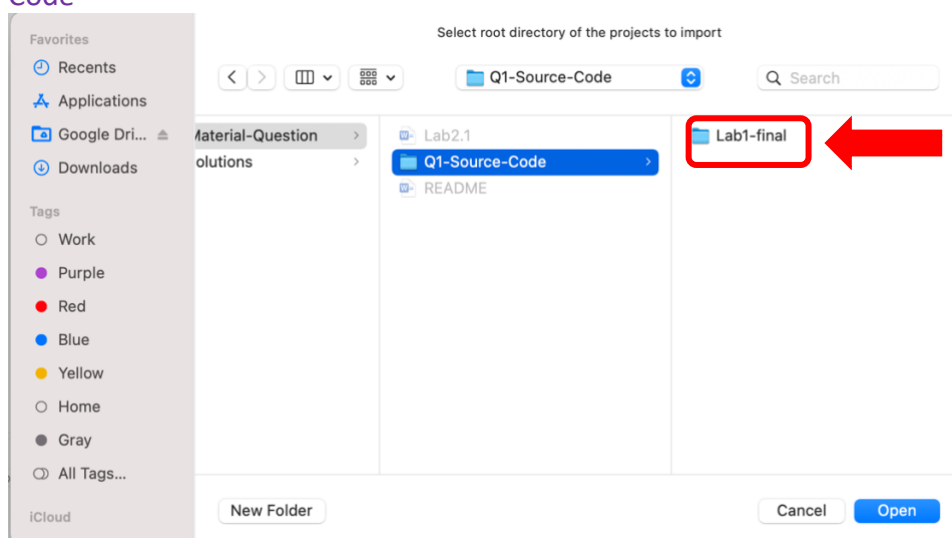 Code
Select root directory of the projects to import
Favorites
Recents
Applications
Google Dri...
Downloads
Tags
Work
Purple
Red
Blue
Yellow
Home
Gray
All Tags...
iCloud
Q1-Source-Code
Search
Material-Question
olutions
Lab2.1
Q1-Source-Code
README
Lab1-final
New Folder
Cancel
Open